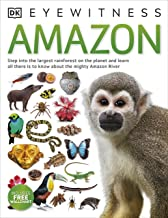 DK EYEWITNESS
AMAZON
Step into the largest rainforest on the planet and learn
all there is to know about the mighty Amazon River
FREE